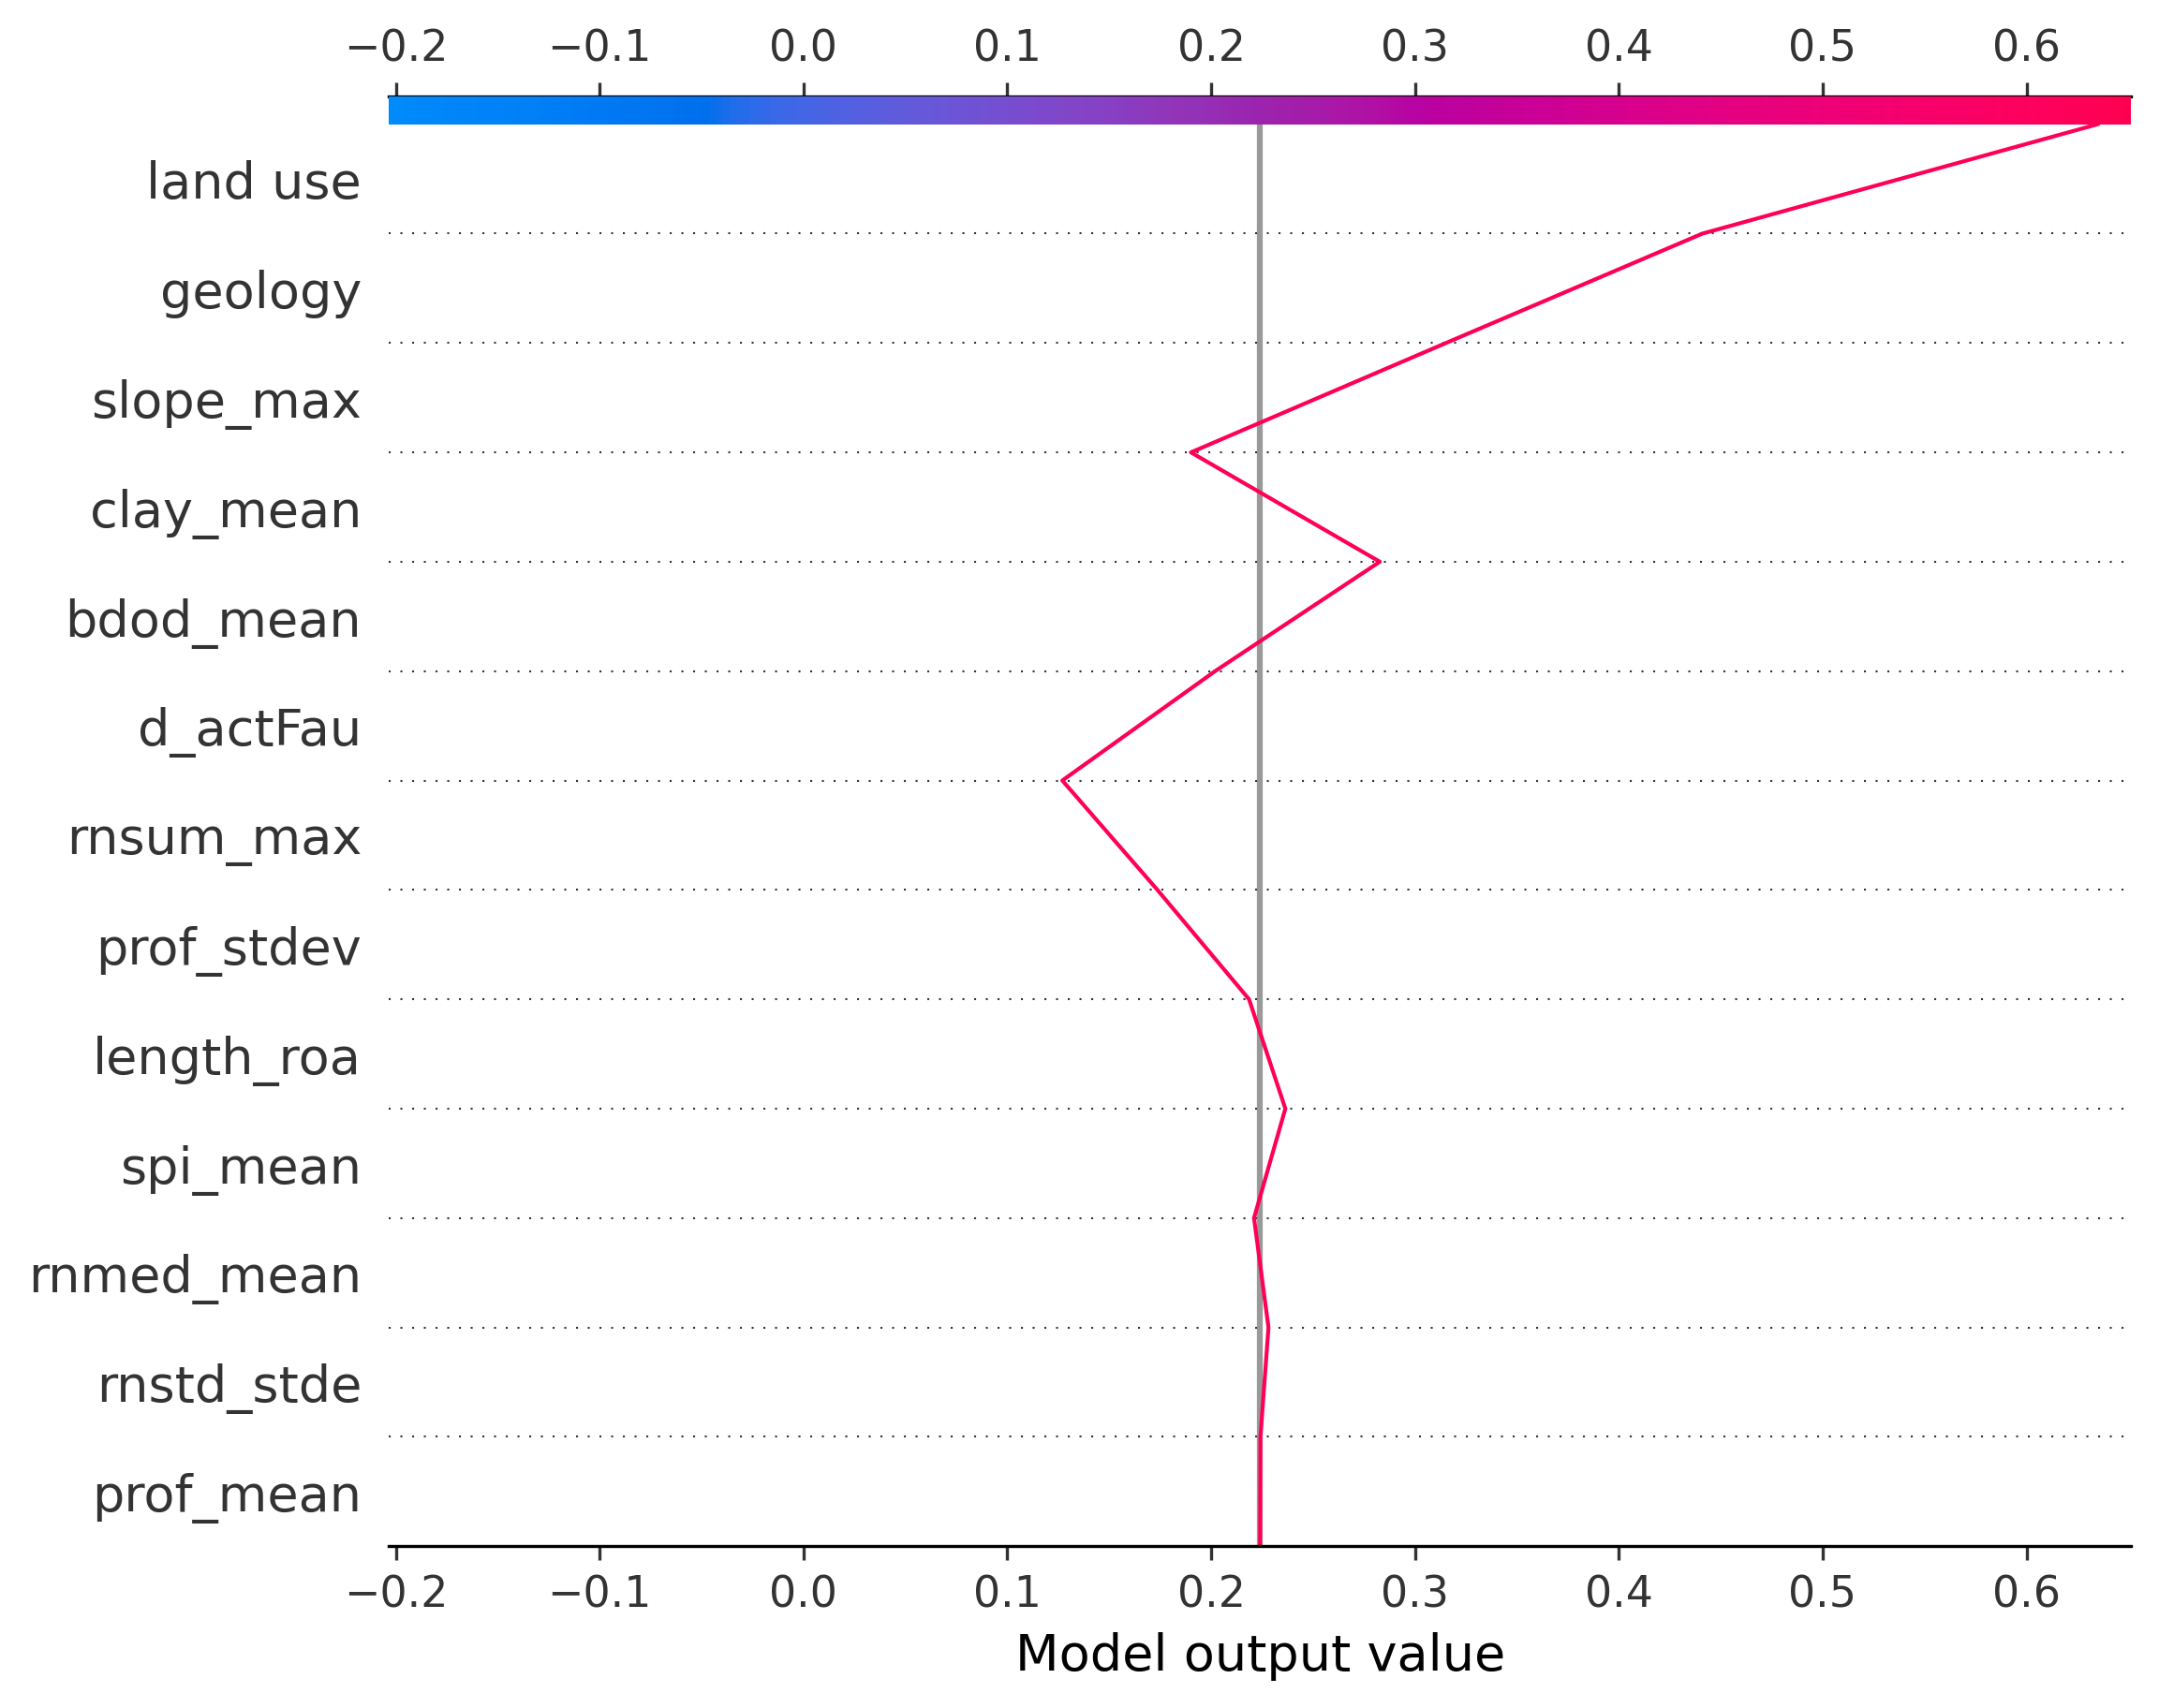 −0.2 −0.1 0.0 0.1 0.2 0.3 0.4 0.5 0.6
land use
geology
slope_max
clay_mean
bdod_mean
d_actFau
rnsum_max
prof_stdev
length_roa
spi_mean
rnmed_mean
rnstd_stde
prof_mean
−0.2 −0.1 0.0 0.1 0.2 0.3 0.4 0.5 0.6
Model output value